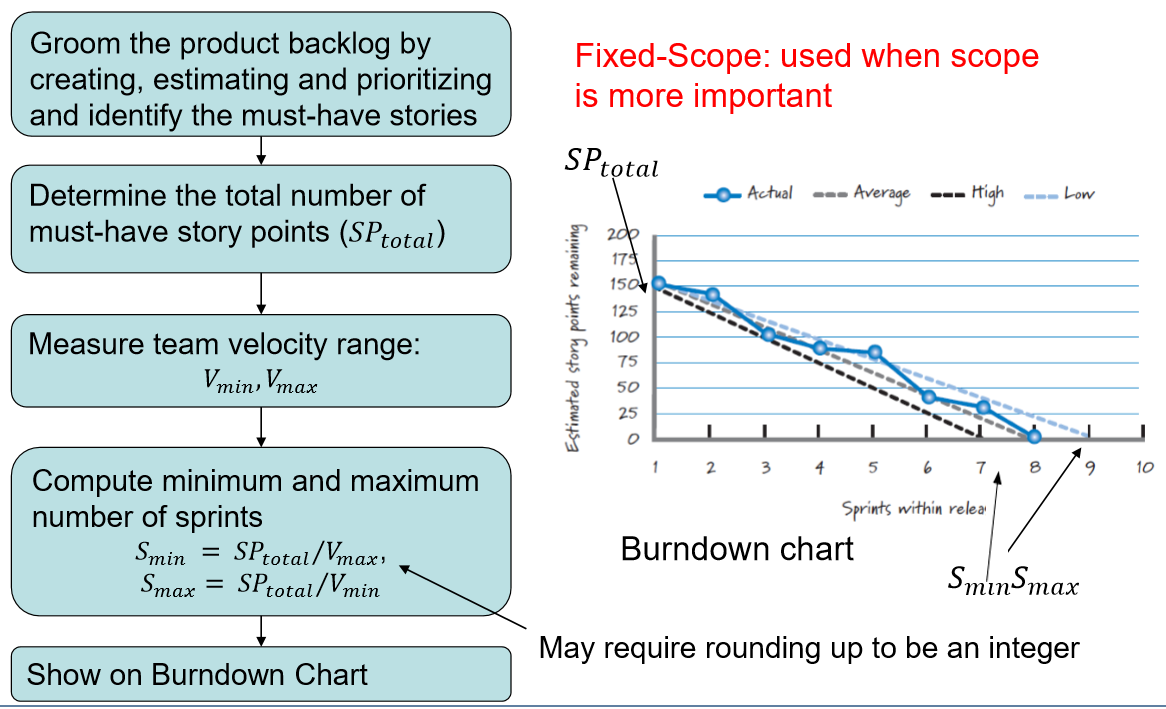 Groom the product backlog by
creating, estimating and prioritizing
and identify the must-have stories
Determine the total number of
must-have story points (SP_total)
Measure team velocity range:
V_min, V_max
Compute minimum and maximum
number of sprints
S_min = SP_total/V_max,
S_max = SP_total/V_min
Show on Burndown Chart
Fixed-Scope: used when scope
is more important
SP_total
Actual Average High Low
Estimated story points remaining
200
175
150
125
100
75
50
25
0
1 2 3 4 5 6 7 8 9 10
Sprints within relea
Burndown chart
S_min S_max
May require rounding up to be an integer